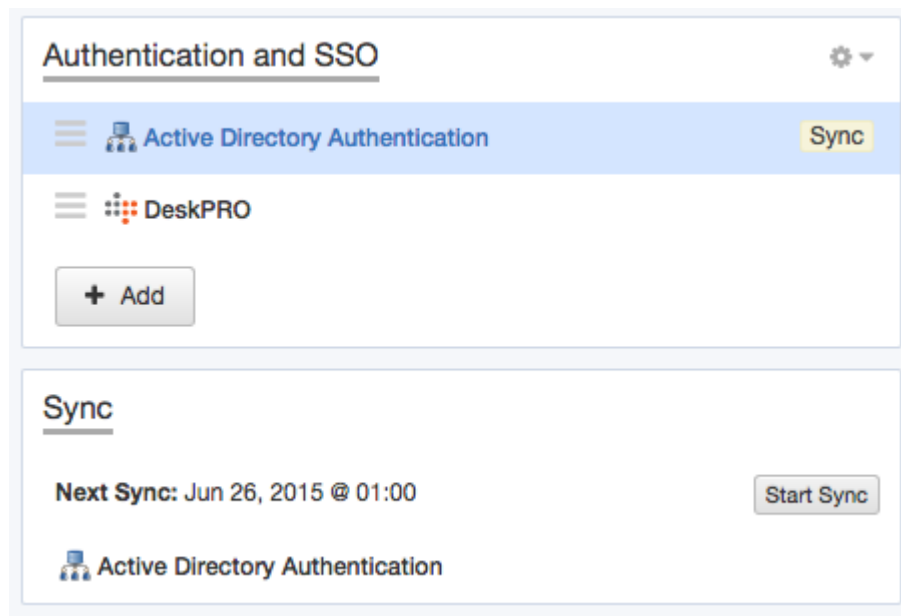 Authentication and SSO
Active Directory Authentication Sync
DeskPRO
+ Add
Sync
Next Sync: Jun 26, 2015 @ 01:00 Start Sync
Active Directory Authentication